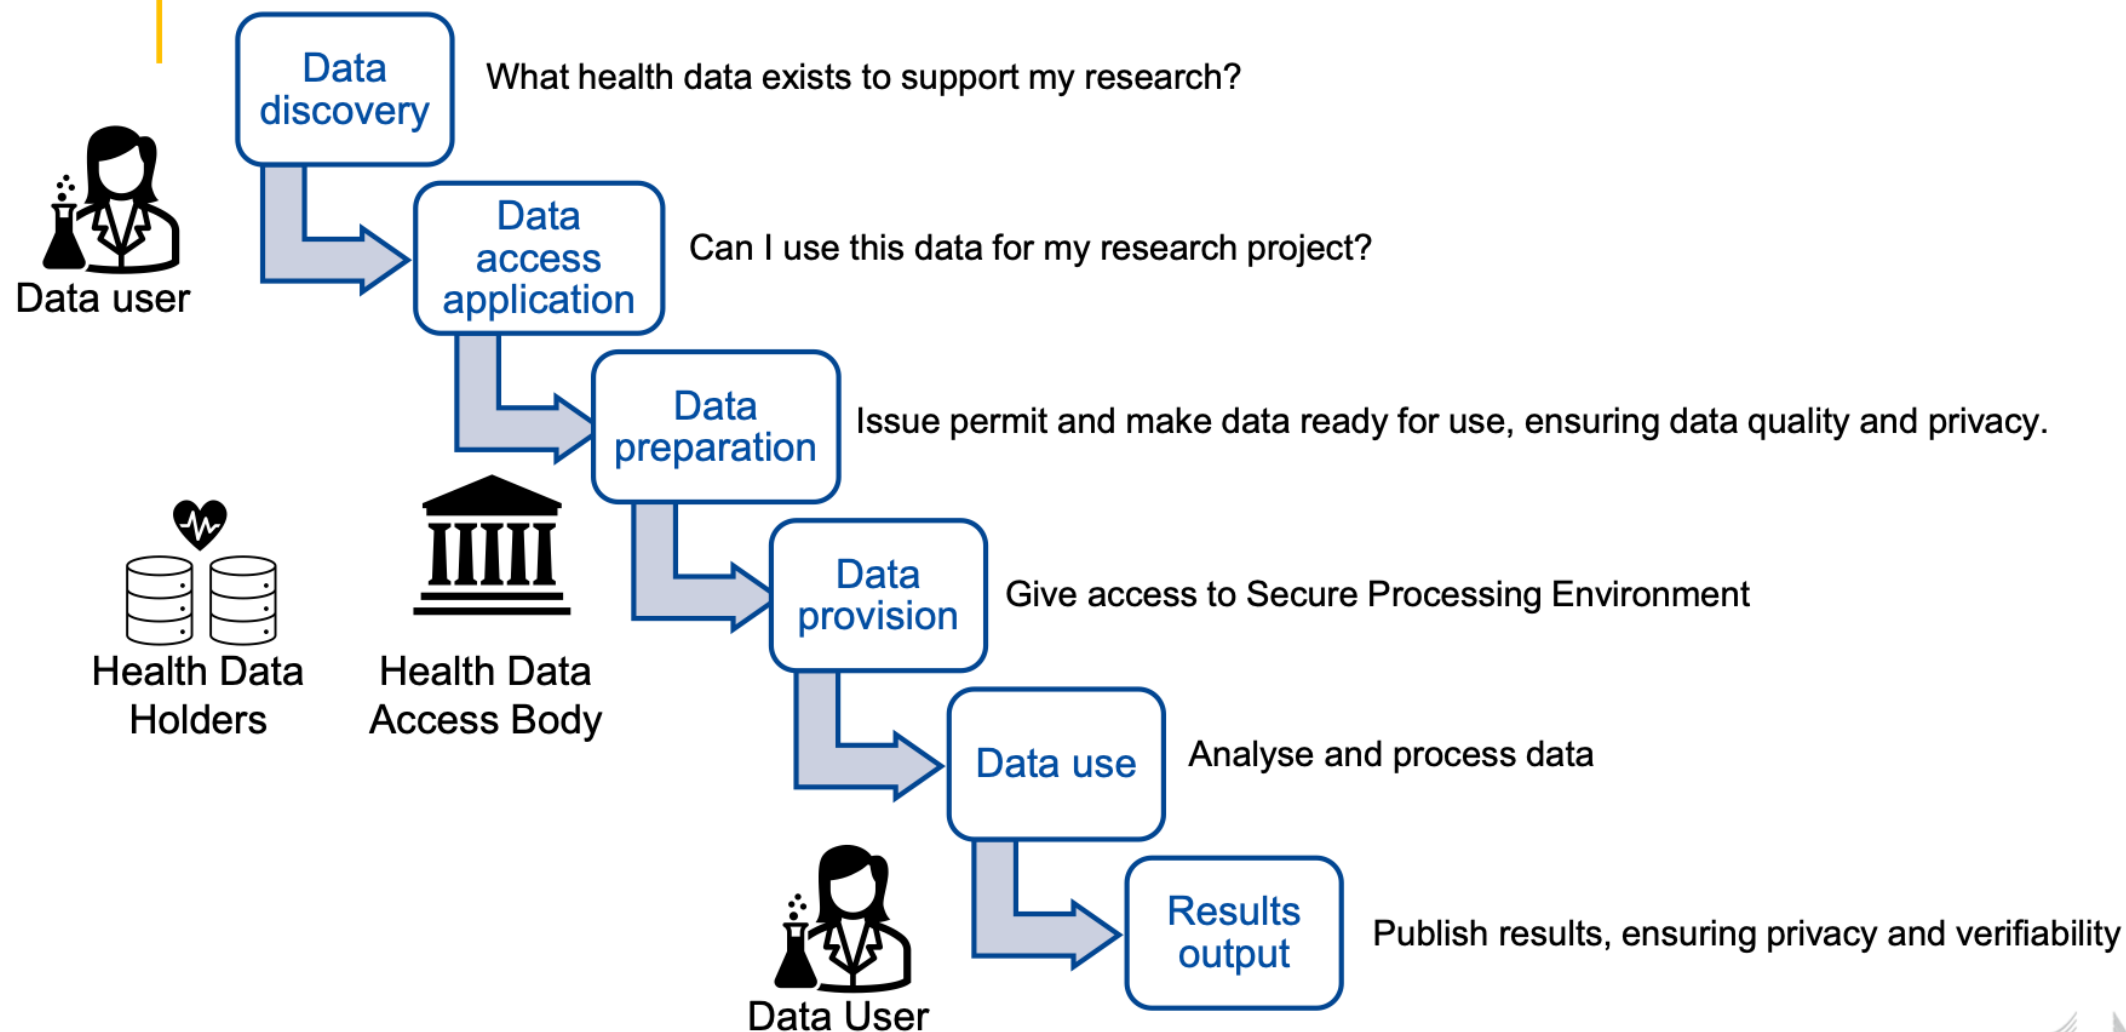 Data
discovery
What health data exists to support my research?
Data user
Data
access
application
Can I use this data for my research project?
Data
preparation
Issue permit and make data ready for use, ensuring data quality and privacy.
Health Data
Holders
Health Data
Access Body
Data
provision
Give access to Secure Processing Environment
Data use
Analyse and process data
Data User
Results
output
Publish results, ensuring privacy and verifiability